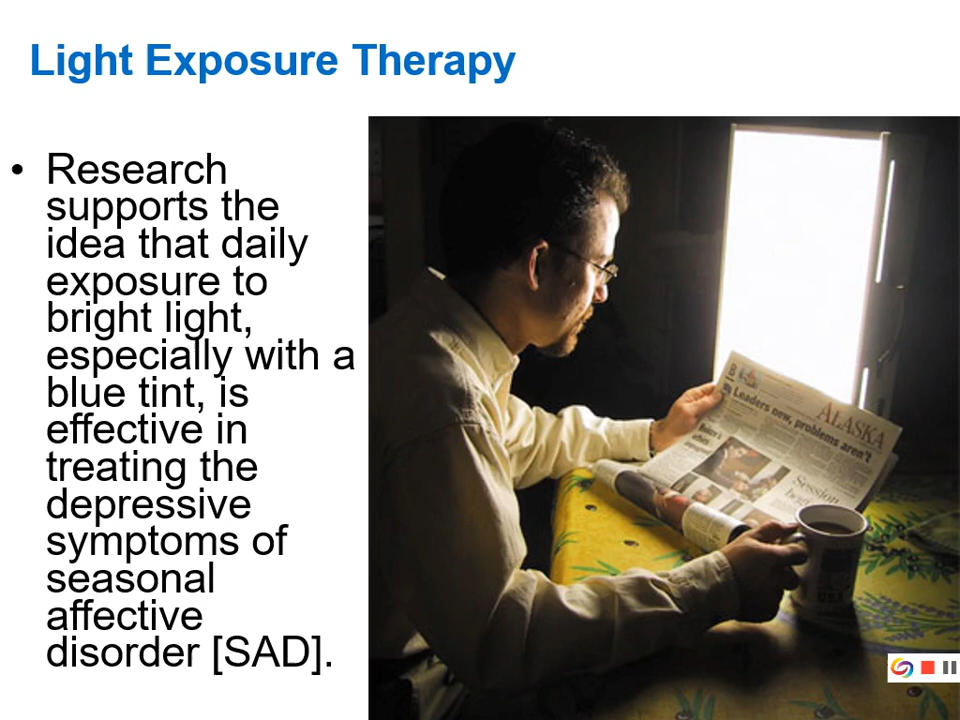 Light Exposure Therapy
• Research
supports the
idea that daily
exposure to
bright light,
especially with a
blue tint, is
effective in
treating the
depressive
symptoms of
seasonal
affective
disorder [SAD].
B
ALASKA
Leaders new, problems aren't
Session